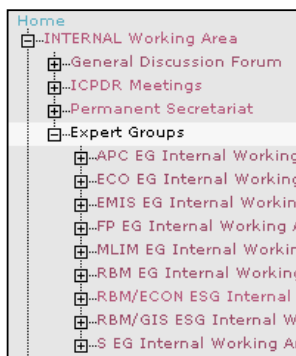 Home
INTERNAL Working Area
General Discussion Forum
ICPDR Meetings
Permanent Secretariat
Expert Groups
APC EG Internal Working
ECO EG Internal Working
EMIS EG Internal Workin
FP EG Internal Working
MLIM EG Internal Workin
RBM EG Internal Working
RBM/ECON ESG Internal
RBM/GIS ESG Internal W
S EG Internal Working Ar